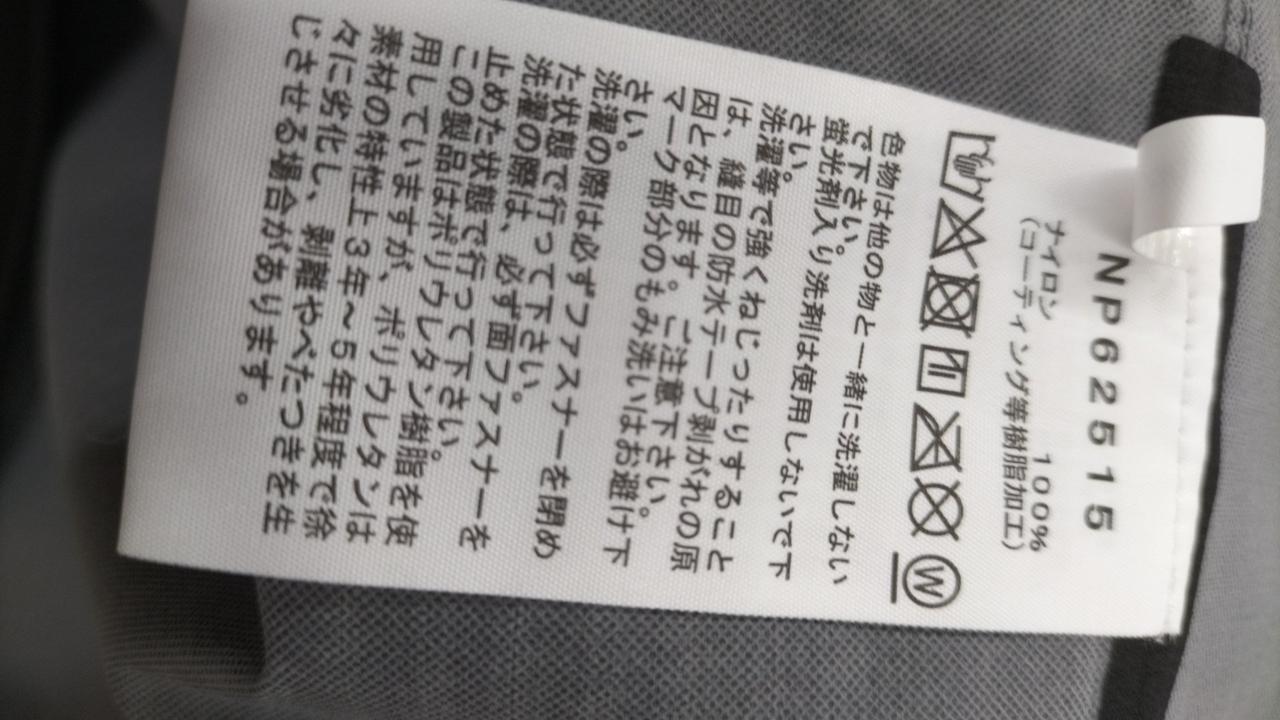 NP62515
ナイロン 100%
(コーティング等樹脂加工)
W
色物は他の物と一緒に洗濯しない
で下さい。
蛍光剤入り洗剤は使用しないで下
さい。
洗濯等で強くねじったりすること
は、縫目の防水テープ剥がれの原
因となります。ご注意下さい。
マーク部分のもみ洗いはお避け下
さい。
洗濯の際は必ずファスナーを閉め
た状態で行って下さい。
洗濯の際は、必ず面ファスナーを
止めた状態で行って下さい。
この製品はポリウレタン樹脂を使
用していますが、ポリウレタンは
素材の特性上3年~5年程度で徐
々に劣化し、剥離やべたつきを生
じさせる場合があります。